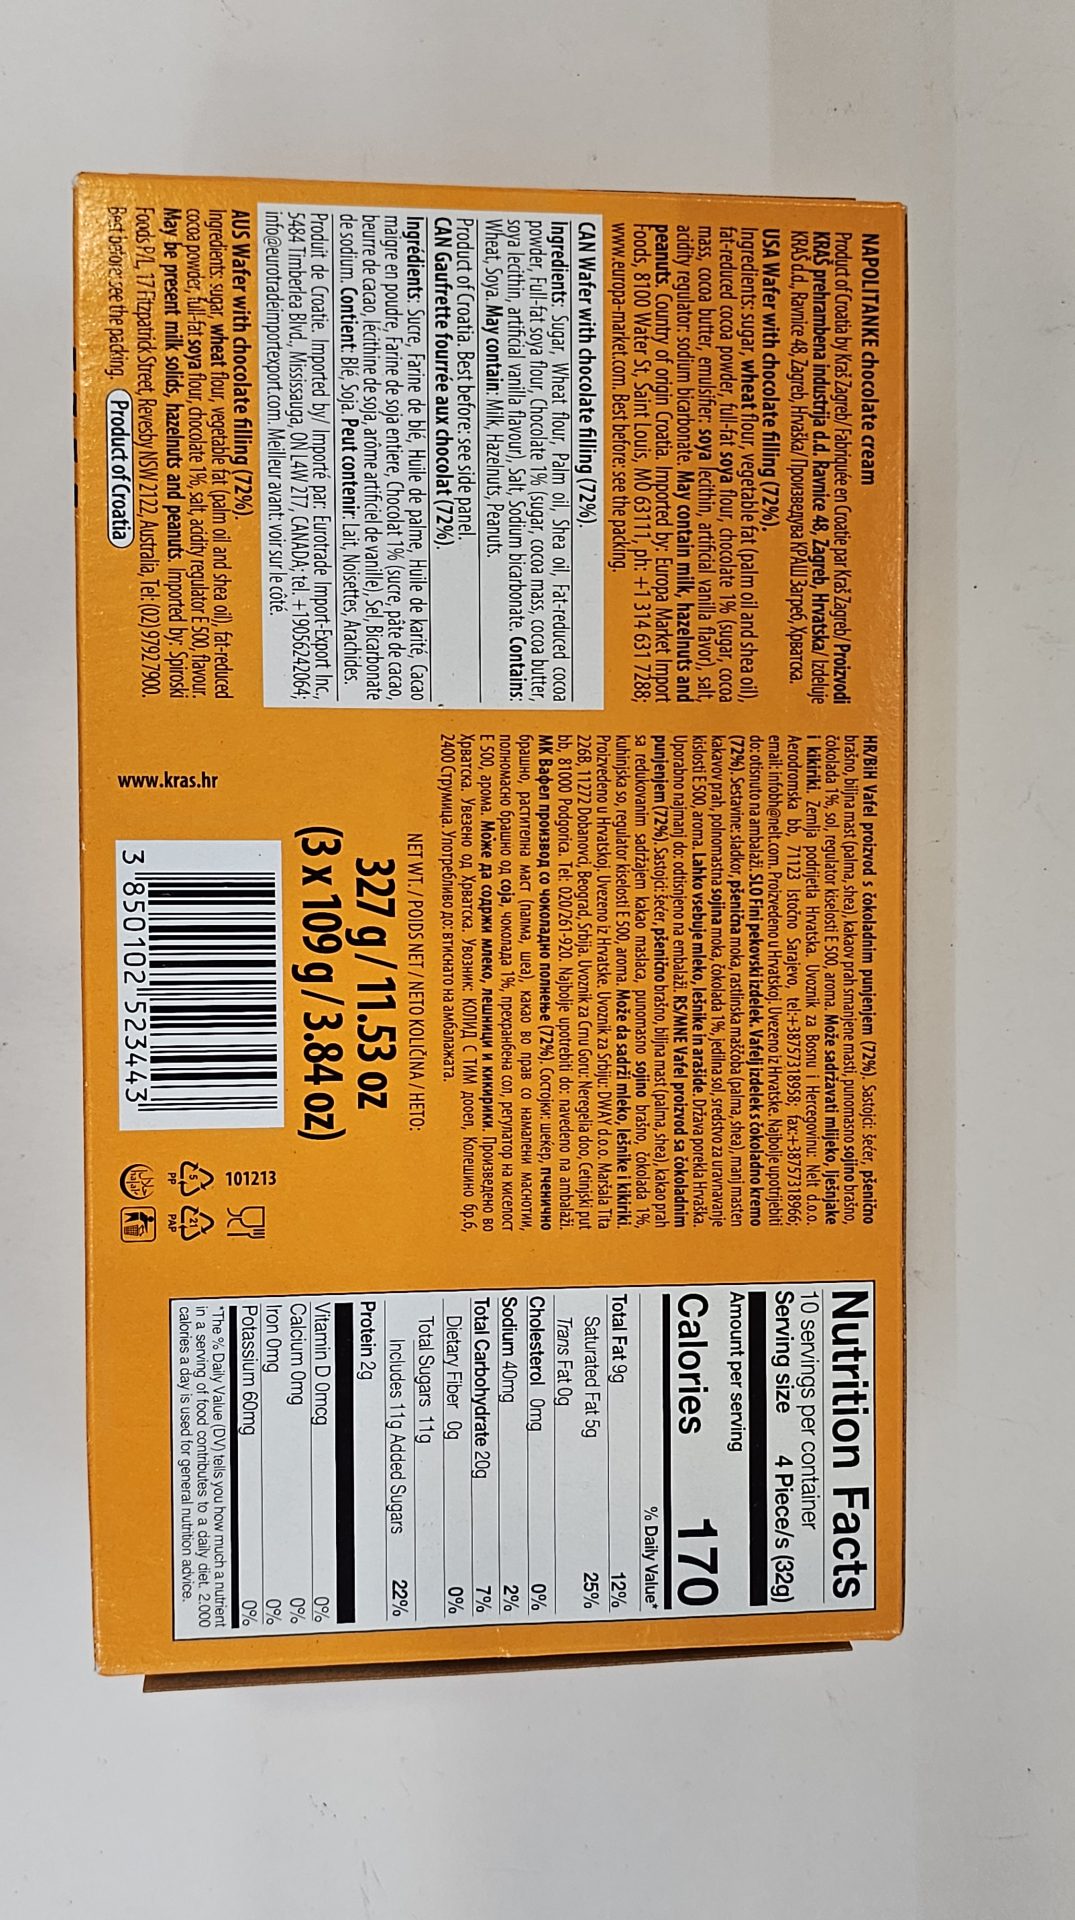 NAPOLITANKE chocolate cream
Product of Croatia by Kraš Zagreb/ Fabriquée en Croatie par Kraš Zagreb/ Proizvodi
KRAŠ prehrambena industrija d.d. Ravnice 48, Zagreb, Hrvatska/ Izdeluje
KRAŠ d.d., Ravnice 48, Zagreb, Hrvaška/ Произведува КРАШ Загреб, Хрватска.
USA Wafer with chocolate filling (72%).
Ingredients: sugar, wheat flour, vegetable fat (palm oil and shea oil),
fat-reduced cocoa powder, full-fat soya flour, chocolate 1% (sugar, cocoa
mass, cocoa butter, emulsifier: soya lecithin, artificial vanilla flavor), salt,
acidity regulator: sodium bicarbonate. May contain milk, hazelnuts and
peanuts. Country of origin Croatia. Imported by: Europa Market Import
Foods, 8100 Water St, Saint Louis, MO 63111, ph: +1 314 631 7288;
www.europa-market.com. Best before: see the packing.
CAN Wafer with chocolate filling (72%).
Ingredients: Sugar, Wheat flour, Palm oil, Shea oil, Fat-reduced cocoa
powder, Full-fat soya flour, Chocolate 1% (sugar, cocoa mass, cocoa butter,
soya lecithin, artificial vanilla flavour), Salt, Sodium bicarbonate. Contains:
Wheat, Soya. May contain: Milk, Hazelnuts, Peanuts.
Product of Croatia. Best before: see side panel.
CAN Gaufrette fourrée aux chocolat (72%).
Ingrédients: Sucre, Farine de blé, Huile de palme, Huile de karité, Cacao
maigre en poudre, Farine de soja entière, Chocolat 1% (sucre, pâte de cacao,
beurre de cacao, lécithine de soja, arôme artificiel de vanille), Sel, Bicarbonate
de sodium. Contient: Blé, Soja. Peut contenir: Lait, Noisettes, Arachides.
Produit de Croatie. Imported by/ Importé par: Eurotrade Import-Export Inc.,
5484 Timberlea Blvd., Mississauga, ON L4W 2T7, CANADA; tel. +19056242064;
info@eurotradeimportexport.com. Meilleur avant: voir sur le côté.
AUS Wafer with chocolate filling (72%).
Ingredients: sugar, wheat flour, vegetable fat (palm oil and shea oil), fat-reduced
cocoa powder, full-fat soya flour, chocolate 1%, salt, acidity regulator E 500, flavour.
May be present milk solids, hazelnuts and peanuts. Imported by: Spiroski
Foods P/L, 17 Fitzpatrick Street, Revesby NSW 2122, Australia, Tel: (02) 9792 7900.
Best before: see the packing. Product of Croatia
HR/BiH Vafel proizvod s čokoladnim punjenjem (72%). Sastojci: šećer, pšenično
brašno, biljna mast (palma, shea), kakaov prah smanjene masti, punomasno sojino brašno,
čokolada 1%, sol, regulator kiselosti E 500, aroma. Može sadržavati mlijeko, lješnjake
i kikiriki. Zemlja podrijetla Hrvatska. Uvoznik za Bosnu i Hercegovinu: Nelt d.o.o.
Aerodromska bb, 71123 Istočno Sarajevo, tel:+38757318958; fax:+38757318966;
email: infobh@nelt.com. Proizvedeno u Hrvatskoj. Uvezeno iz Hrvatske. Najbolje upotrijebiti
do: otisnuto na ambalaži. SLO Fini pekovski izdelek. Vafelj izdelek s čokoladno kremo
(72%). Sestavine: sladkor, pšenična moka, rastlinska maščoba (palma, shea), manj masten
kakavov prah, polnomastna sojina moka, čokolada 1%, jedilna sol, sredstvo za uravnavanje
kislosti E 500, aroma. Lahko vsebuje mleko, lešnike in arašide. Država porekla Hrvaška.
Uporabno najmanj do: odtisnjeno na embalaži. RS/MNE Vafel proizvod sa čokoladnim
punjenjem (72%). Sastojci: šećer, pšenično brašno, biljna mast (palma, shea), kakao prah
sa redukovanim sadržajem kakao maslaca, punomasno sojino brašno, čokolada 1%,
kuhinjska so, regulator kiselosti E 500, aroma. Može da sadrži mleko, lešnike i kikiriki.
Proizvedeno u Hrvatskoj. Uvezeno iz Hrvatske. Uvoznik za Srbiju: DWAY d.o.o. Maršala Tita
226B, 11272 Dobanovci, Beograd, Srbija. Uvoznik za Crnu Goru: Neregelia doo, Cetinjski put
bb, 81000 Podgorica. Tel: 020/261-920. Najbolje upotrebiti do: navedeno na ambalaži.
MK Вафел производ со чоколадно полнење (72%). Состојки: шеќер, пченично
брашно, растителна маст (палма, шеа), какао во прав со намалени маснотии,
полномасно брашно од соја, чоколада 1%, прехранбена сол, регулатор на киселост
Е 500, арома. Може да содржи млеко, лешници и кикирики. Произведено во
Хрватска. Увезено од Хрватска. Увозник: КОЛИД С ТИМ дооел, Колешино бр.6,
2400 Струмица. Употребливо до: втиснато на амбалажата.
NET WT. / POIDS NET / NETO KOLIČINA / НЕТО:
327 g / 11.53 oz
(3 x 109 g / 3.84 oz)
www.kras.hr
3 850102 523443
101213
5
PP
21
PAP
حلال
halal
Nutrition Facts
10 servings per container
Serving size 4 Piece/s (32g)
Amount per serving
Calories 170
% Daily Value*
Total Fat 9g 12%
Saturated Fat 5g 25%
Trans Fat 0g
Cholesterol 0mg 0%
Sodium 40mg 2%
Total Carbohydrate 20g 7%
Dietary Fiber 0g 0%
Total Sugars 11g
Includes 11g Added Sugars 22%
Protein 2g
Vitamin D 0mcg 0%
Calcium 0mg 0%
Iron 0mg 0%
Potassium 60mg 0%
*The % Daily Value (DV) tells you how much a nutrient
in a serving of food contributes to a daily diet. 2,000
calories a day is used for general nutrition advice.